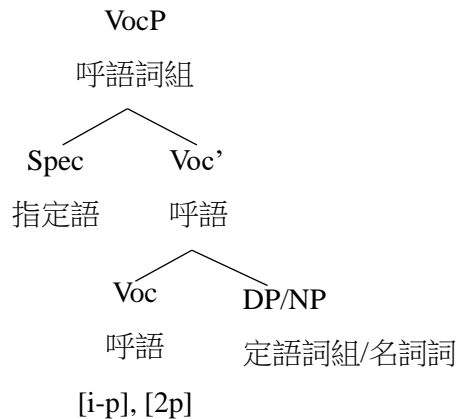 VocP
呼語詞組
Spec Voc’
指定語 呼語
Voc DP/NP
呼語 定語詞組/名詞詞
[i-p], [2p]